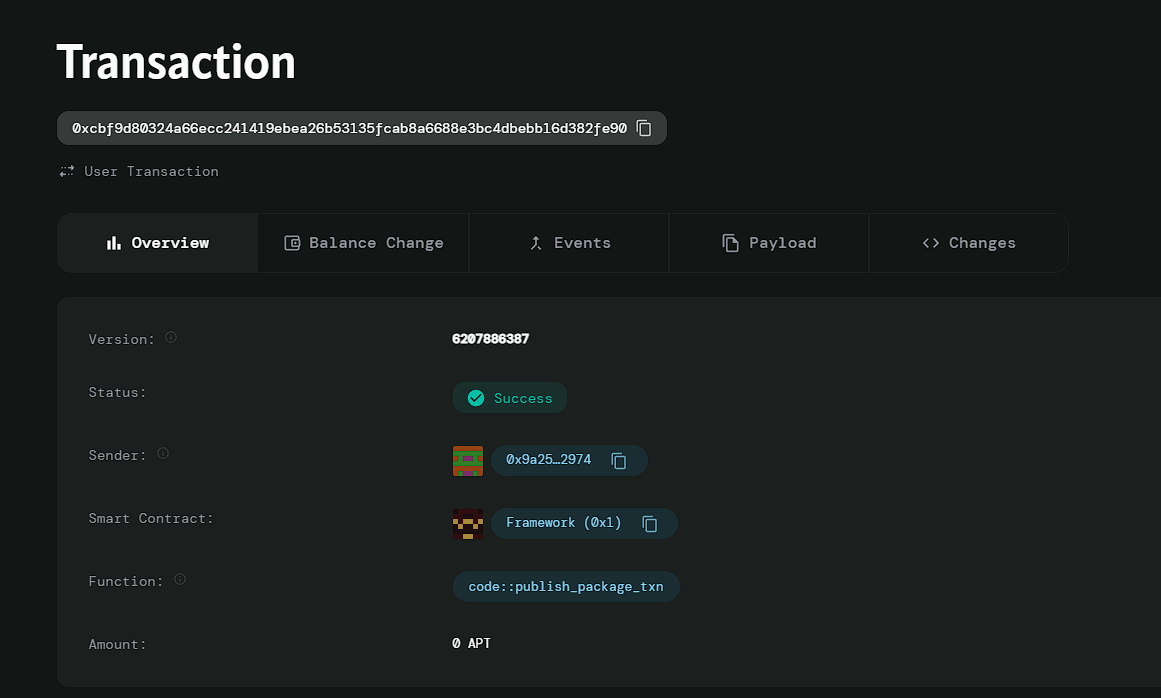 Transaction
0xcbf9d80324a66ecc241419ebea26b53135fcab8a6688e3bc4dbebb16d382fe90
User Transaction
Overview Balance Change Events Payload Changes
Version: 6207886387
Status: Success
Sender: 0x9a25…2974
Smart Contract: Framework (0x1)
Function: code::publish_package_txn
Amount: 0 APT